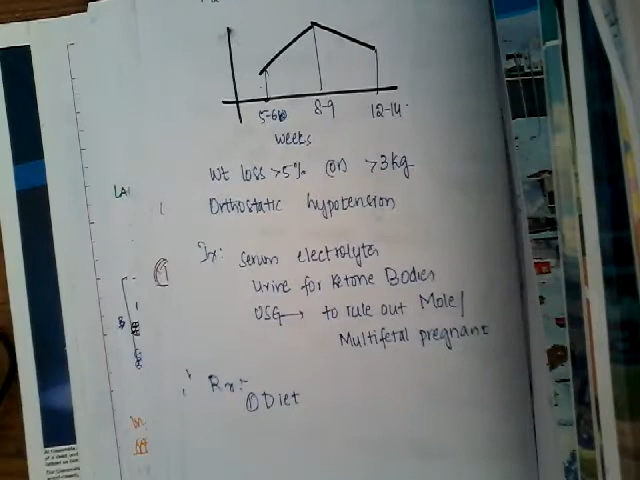 5-6
8-9
12-14
weeks
Wt loss >5% (or) >3kg
Orthostatic hypotension
Ix: Serum electrolytes
Urine for Ketone Bodies
USG → to rule out Mole/
Multifetal pregnant
Rx:-
① Diet